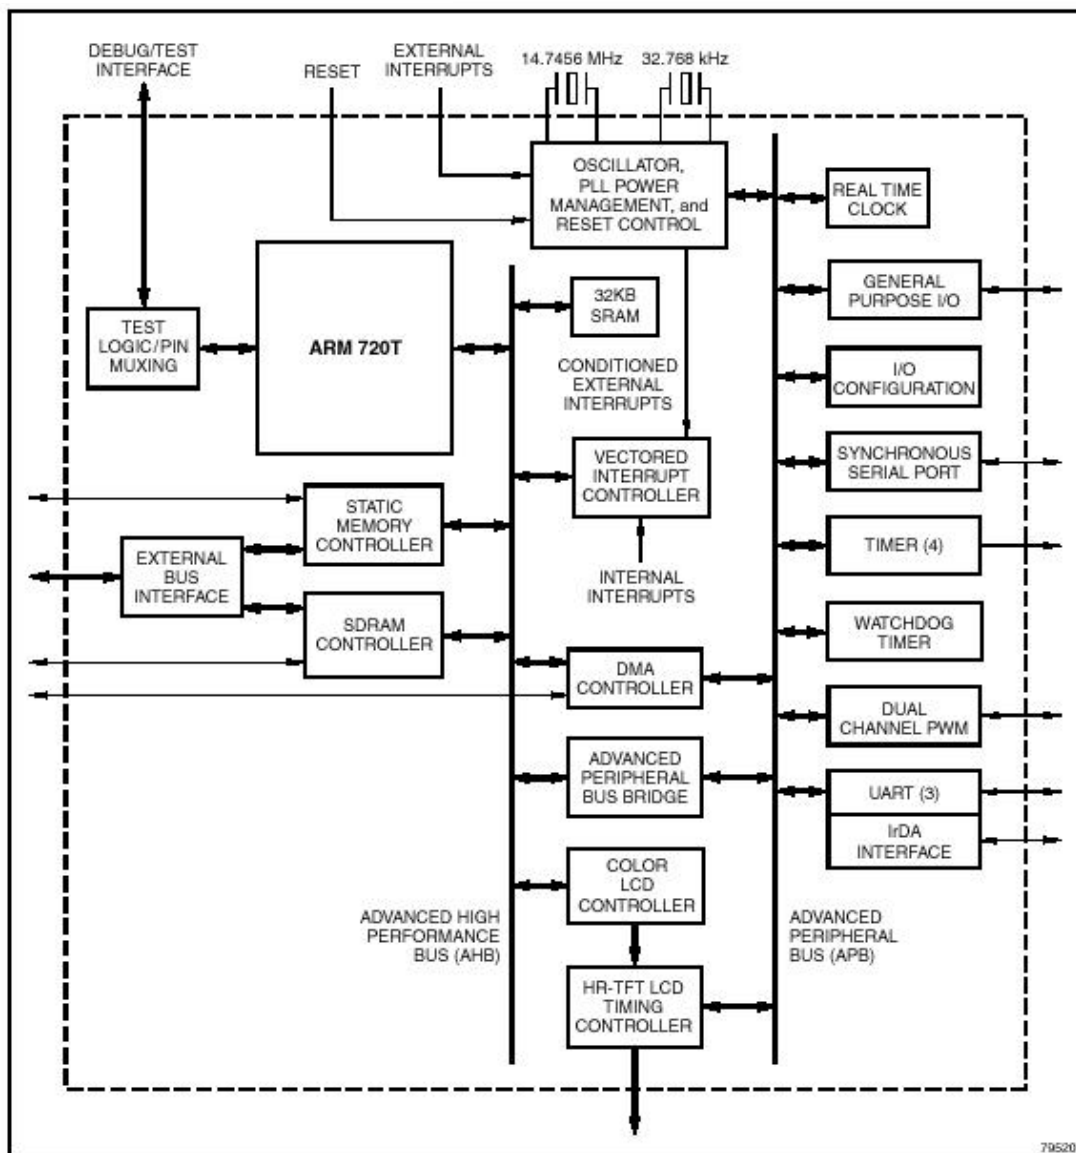 DEBUG/TEST
INTERFACE
RESET
EXTERNAL
INTERRUPTS
14.7456 MHz
32.768 kHz
OSCILLATOR,
PLL POWER
MANAGEMENT, and
RESET CONTROL
REAL TIME
CLOCK
TEST
LOGIC/PIN
MUXING
ARM 720T
32KB
SRAM
GENERAL
PURPOSE I/O
CONDITIONED
EXTERNAL
INTERRUPTS
I/O
CONFIGURATION
VECTORED
INTERRUPT
CONTROLLER
SYNCHRONOUS
SERIAL PORT
STATIC
MEMORY
CONTROLLER
EXTERNAL
BUS
INTERFACE
INTERNAL
INTERRUPTS
TIMER (4)
SDRAM
CONTROLLER
WATCHDOG
TIMER
DMA
CONTROLLER
DUAL
CHANNEL PWM
ADVANCED
PERIPHERAL
BUS BRIDGE
UART (3)
IrDA
INTERFACE
COLOR
LCD
CONTROLLER
ADVANCED HIGH
PERFORMANCE
BUS (AHB)
ADVANCED
PERIPHERAL
BUS (APB)
HR-TFT LCD
TIMING
CONTROLLER
79520